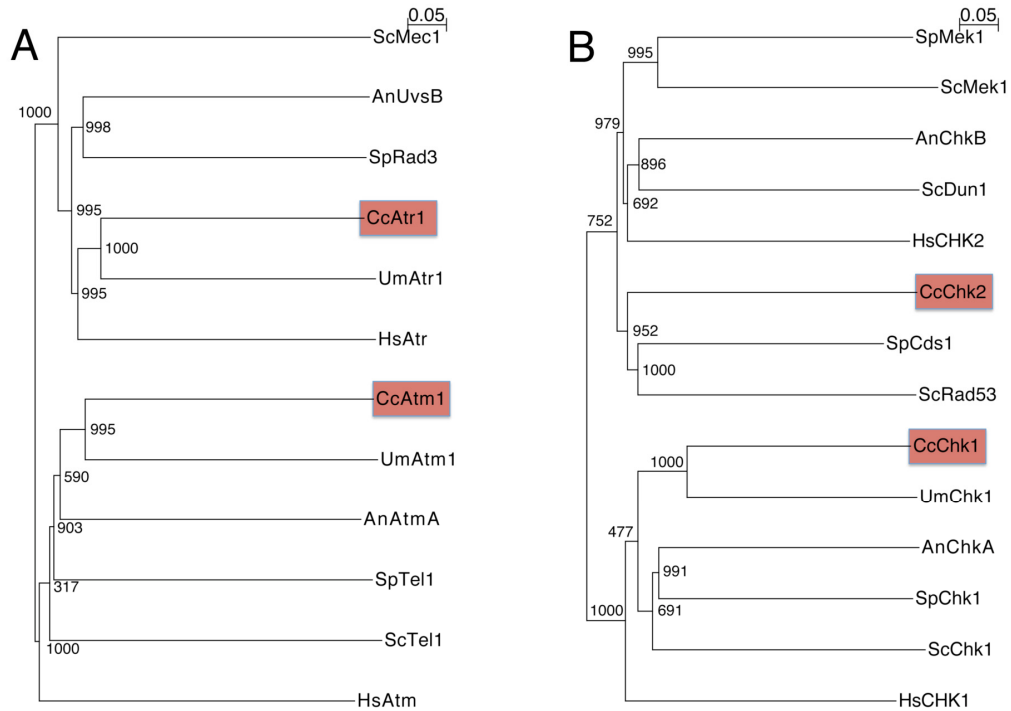 A
0.05
ScMec1
AnUvsB
1000
998
SpRad3
995
CcAtr1
1000
UmAtr1
995
HsAtr
CcAtm1
995
UmAtm1
590
AnAtmA
903
SpTel1
317
ScTel1
1000
HsAtm
B
0.05
SpMek1
995
ScMek1
979
AnChkB
896
ScDun1
692
752
HsCHK2
CcChk2
952
SpCds1
1000
ScRad53
CcChk1
1000
UmChk1
477
AnChkA
991
SpChk1
1000
691
ScChk1
HsCHK1